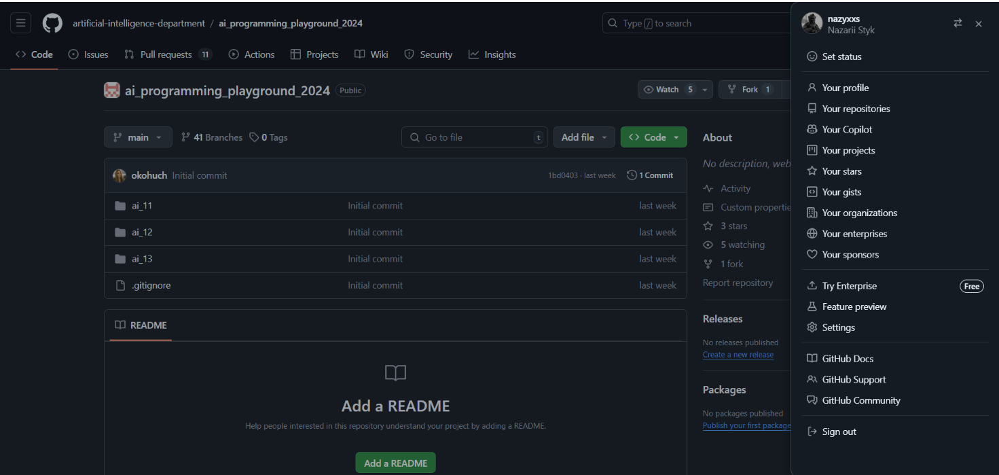 artificial-intelligence-department / ai_programming_playground_2024
Type / to search
Code Issues Pull requests 11 Actions Projects Wiki Security Insights
ai_programming_playground_2024 Public
Watch 5 Fork 1
main 41 Branches 0 Tags
Go to file t Add file Code
okohuch Initial commit 1bd0403 · last week 1 Commit
ai_11 Initial commit last week
ai_12 Initial commit last week
ai_13 Initial commit last week
.gitignore Initial commit last week
README
Add a README
Help people interested in this repository understand your project by adding a README.
Add a README
About
No description, web
Activity
Custom propertie
3 stars
5 watching
1 fork
Report repository
Releases
No releases published
Create a new release
Packages
No packages published
Publish your first package
nazyxxs
Nazarii Styk
Set status
Your profile
Your repositories
Your Copilot
Your projects
Your stars
Your gists
Your organizations
Your enterprises
Your sponsors
Try Enterprise Free
Feature preview
Settings
GitHub Docs
GitHub Support
GitHub Community
Sign out